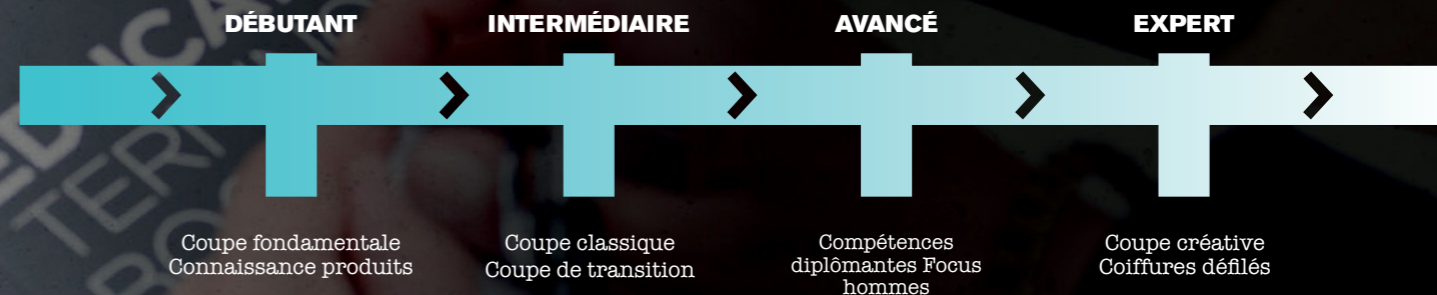 DÉBUTANT
INTERMÉDIAIRE
AVANCÉ
EXPERT
Coupe fondamentale
Connaissance produits
Coupe classique
Coupe de transition
Compétences
diplômantes Focus
hommes
Coupe créative
Coiffures défilés